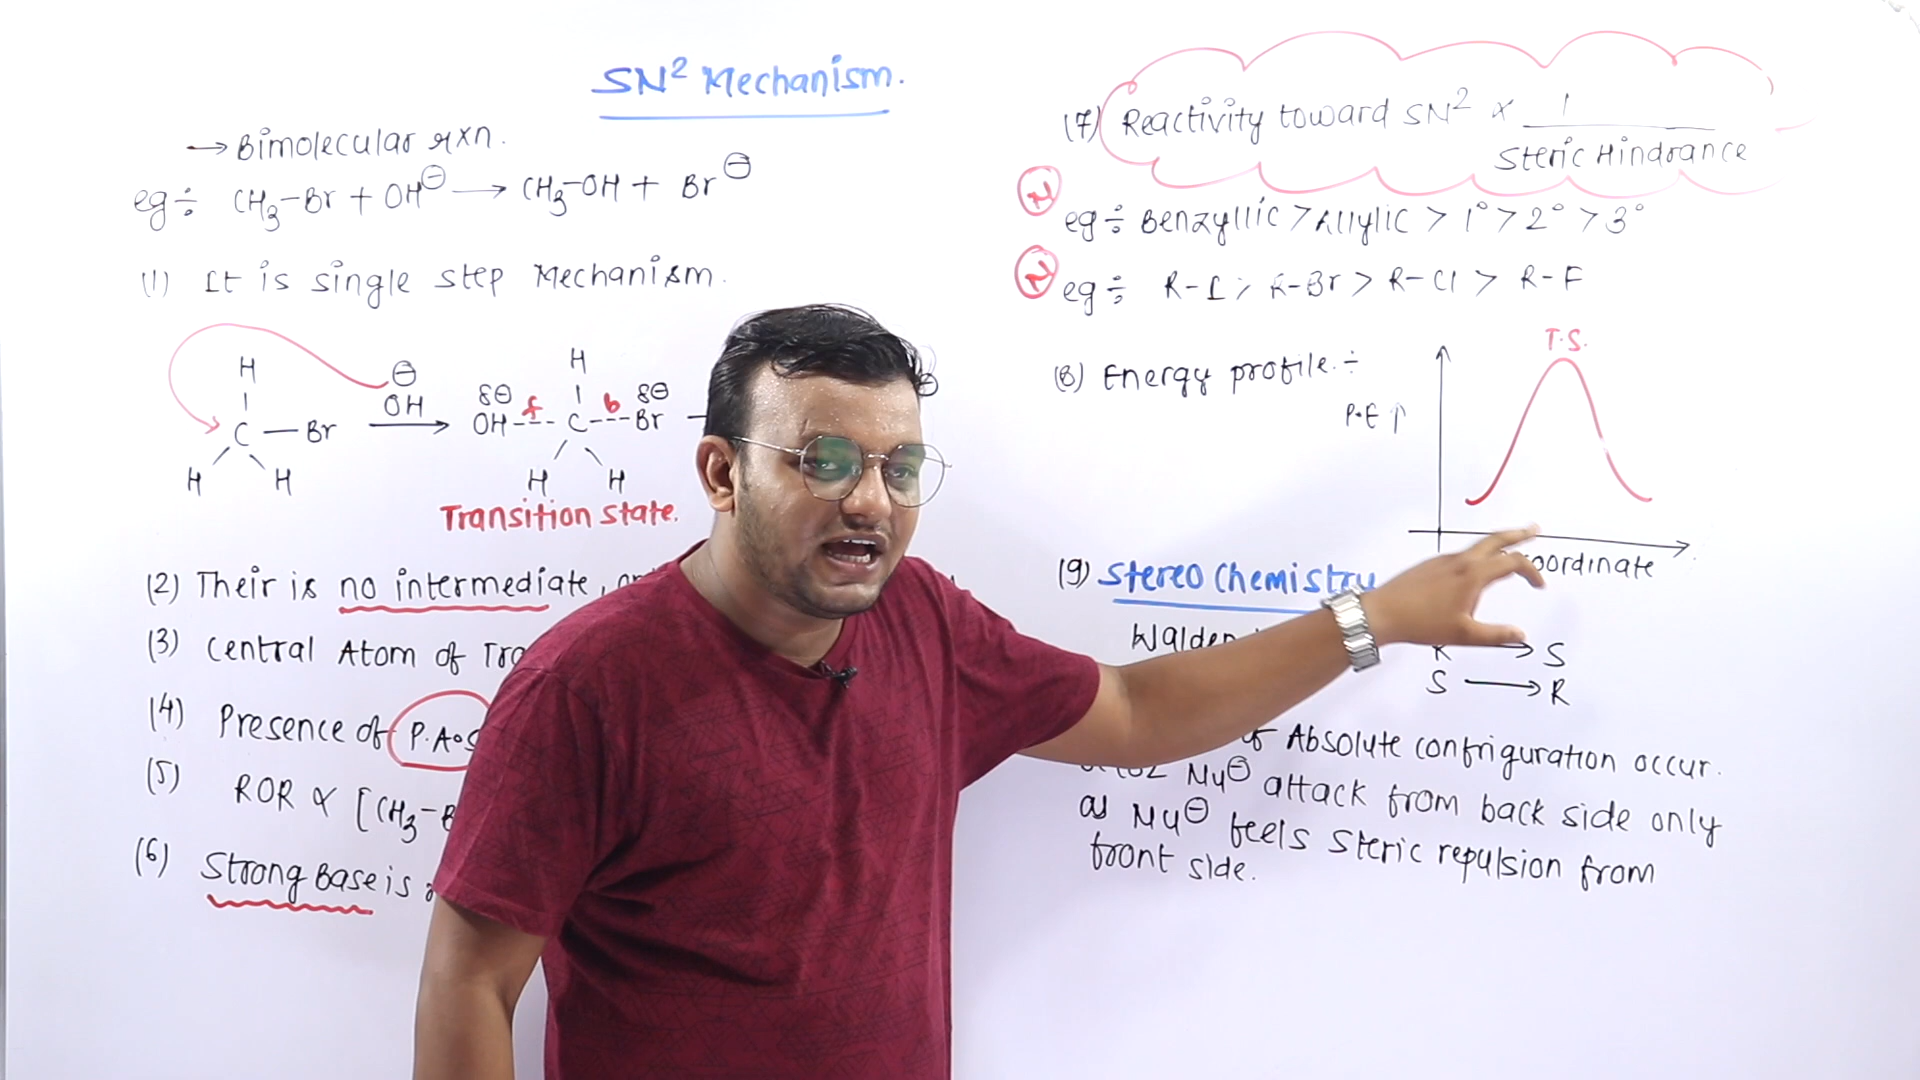 SN² Mechanism.
→ Bimolecular rxn.
eg ÷ CH₃-Br + OH⊖ → CH₃-OH + Br⊖
(1) It is single step Mechanism.
H
C — Br
H H
⊖
OH
→
H
δ⊖ δ⊖
OH --- C --- Br
f b
H H
Transition state.
(2) Their is no intermediate,
(3) Central Atom of
(4) Presence of P.A.S
(5) ROR ∝ [CH₃-B
(6) Strong Base is
(7) Reactivity toward SN² ∝ 1
Steric Hindrance
N
eg ÷ Benzyllic > Allylic > 1° > 2° > 3°
N
eg ÷ R-I > R-Br > R-Cl > R-F
(8) Energy profile ÷
T.S.
P.E ↑
coordinate
(9) Stereo Chemistry
R → S
S → R
of Absolute configuration occur.
Nu⊖ attack from back side only
as Nu⊖ feels steric repulsion from
front side.